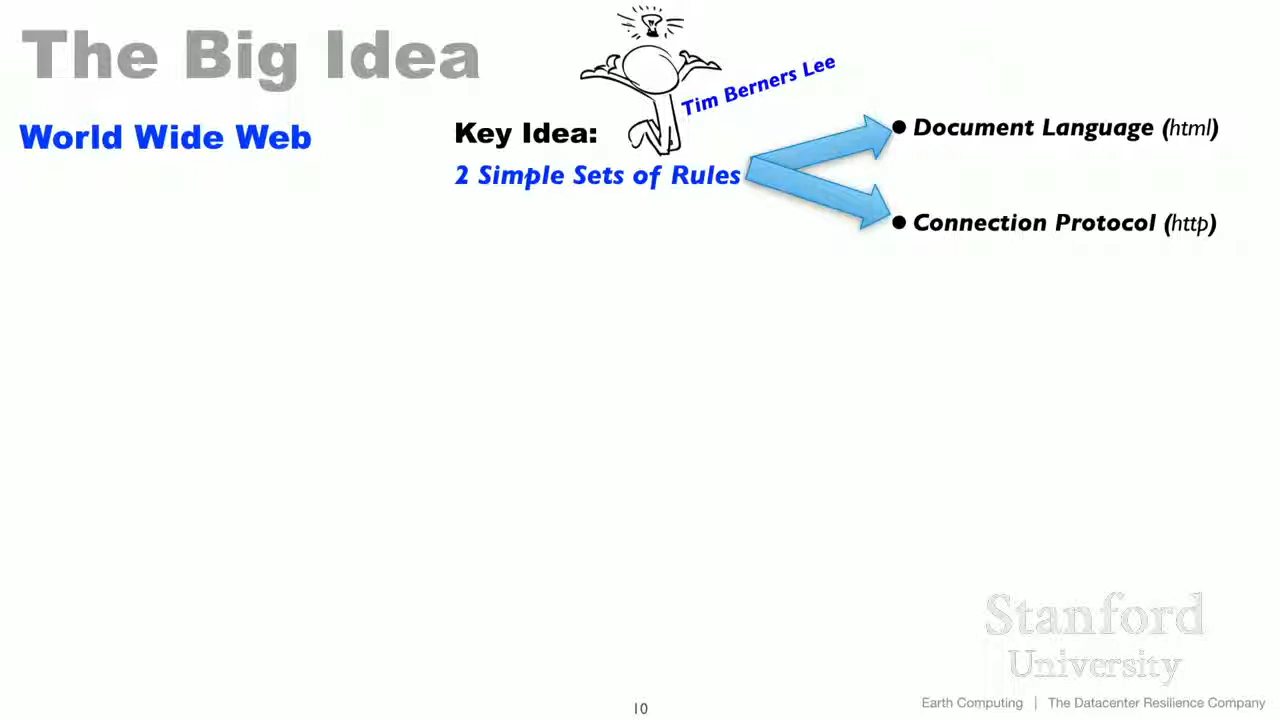 The Big Idea
Tim Berners Lee
World Wide Web
Key Idea:
2 Simple Sets of Rules
• Document Language (html)
• Connection Protocol (http)
Stanford
University
Earth Computing | The Datacenter Resilience Company
10